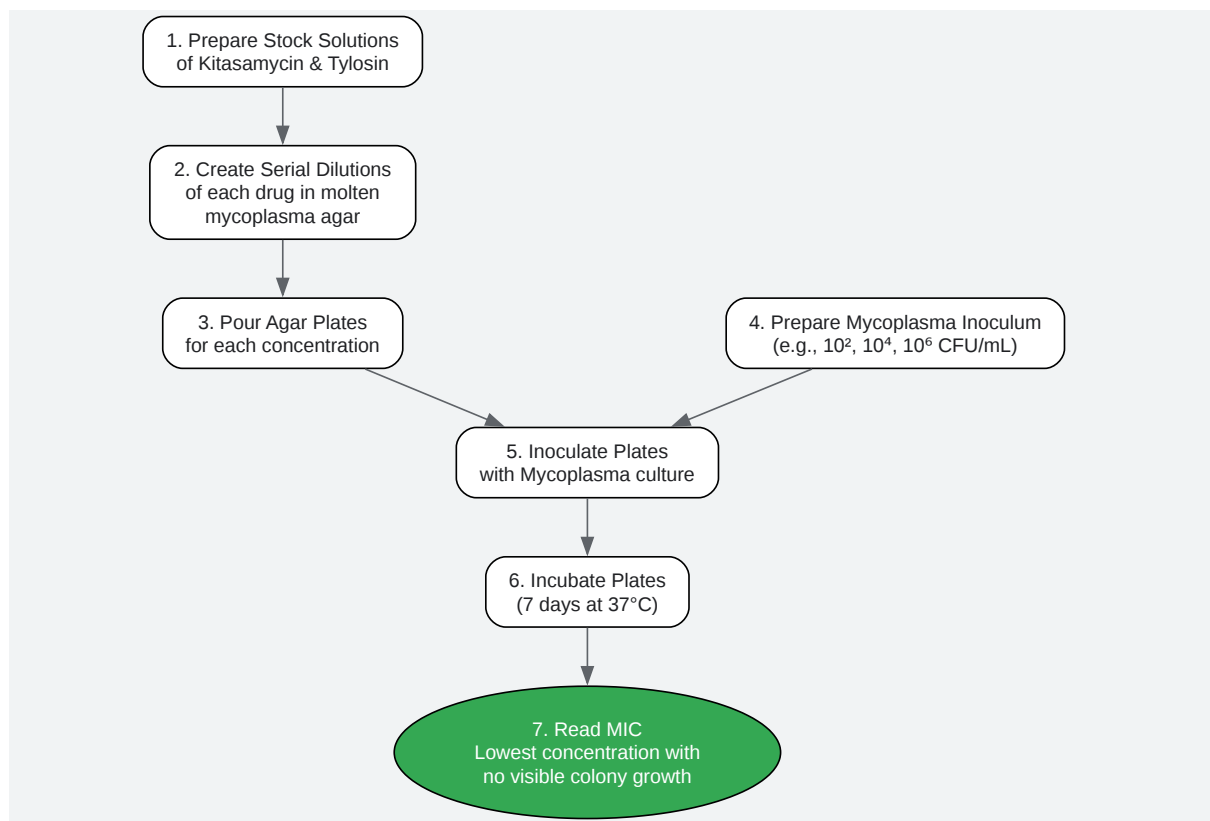 1. Prepare Stock Solutions
of Kitasamycin & Tylosin
2. Create Serial Dilutions
of each drug in molten
mycoplasma agar
3. Pour Agar Plates
for each concentration
4. Prepare Mycoplasma Inoculum
(e.g., 10², 10⁴, 10⁶ CFU/mL)
5. Inoculate Plates
with Mycoplasma culture
6. Incubate Plates
(7 days at 37°C)
7. Read MIC
Lowest concentration with
no visible colony growth